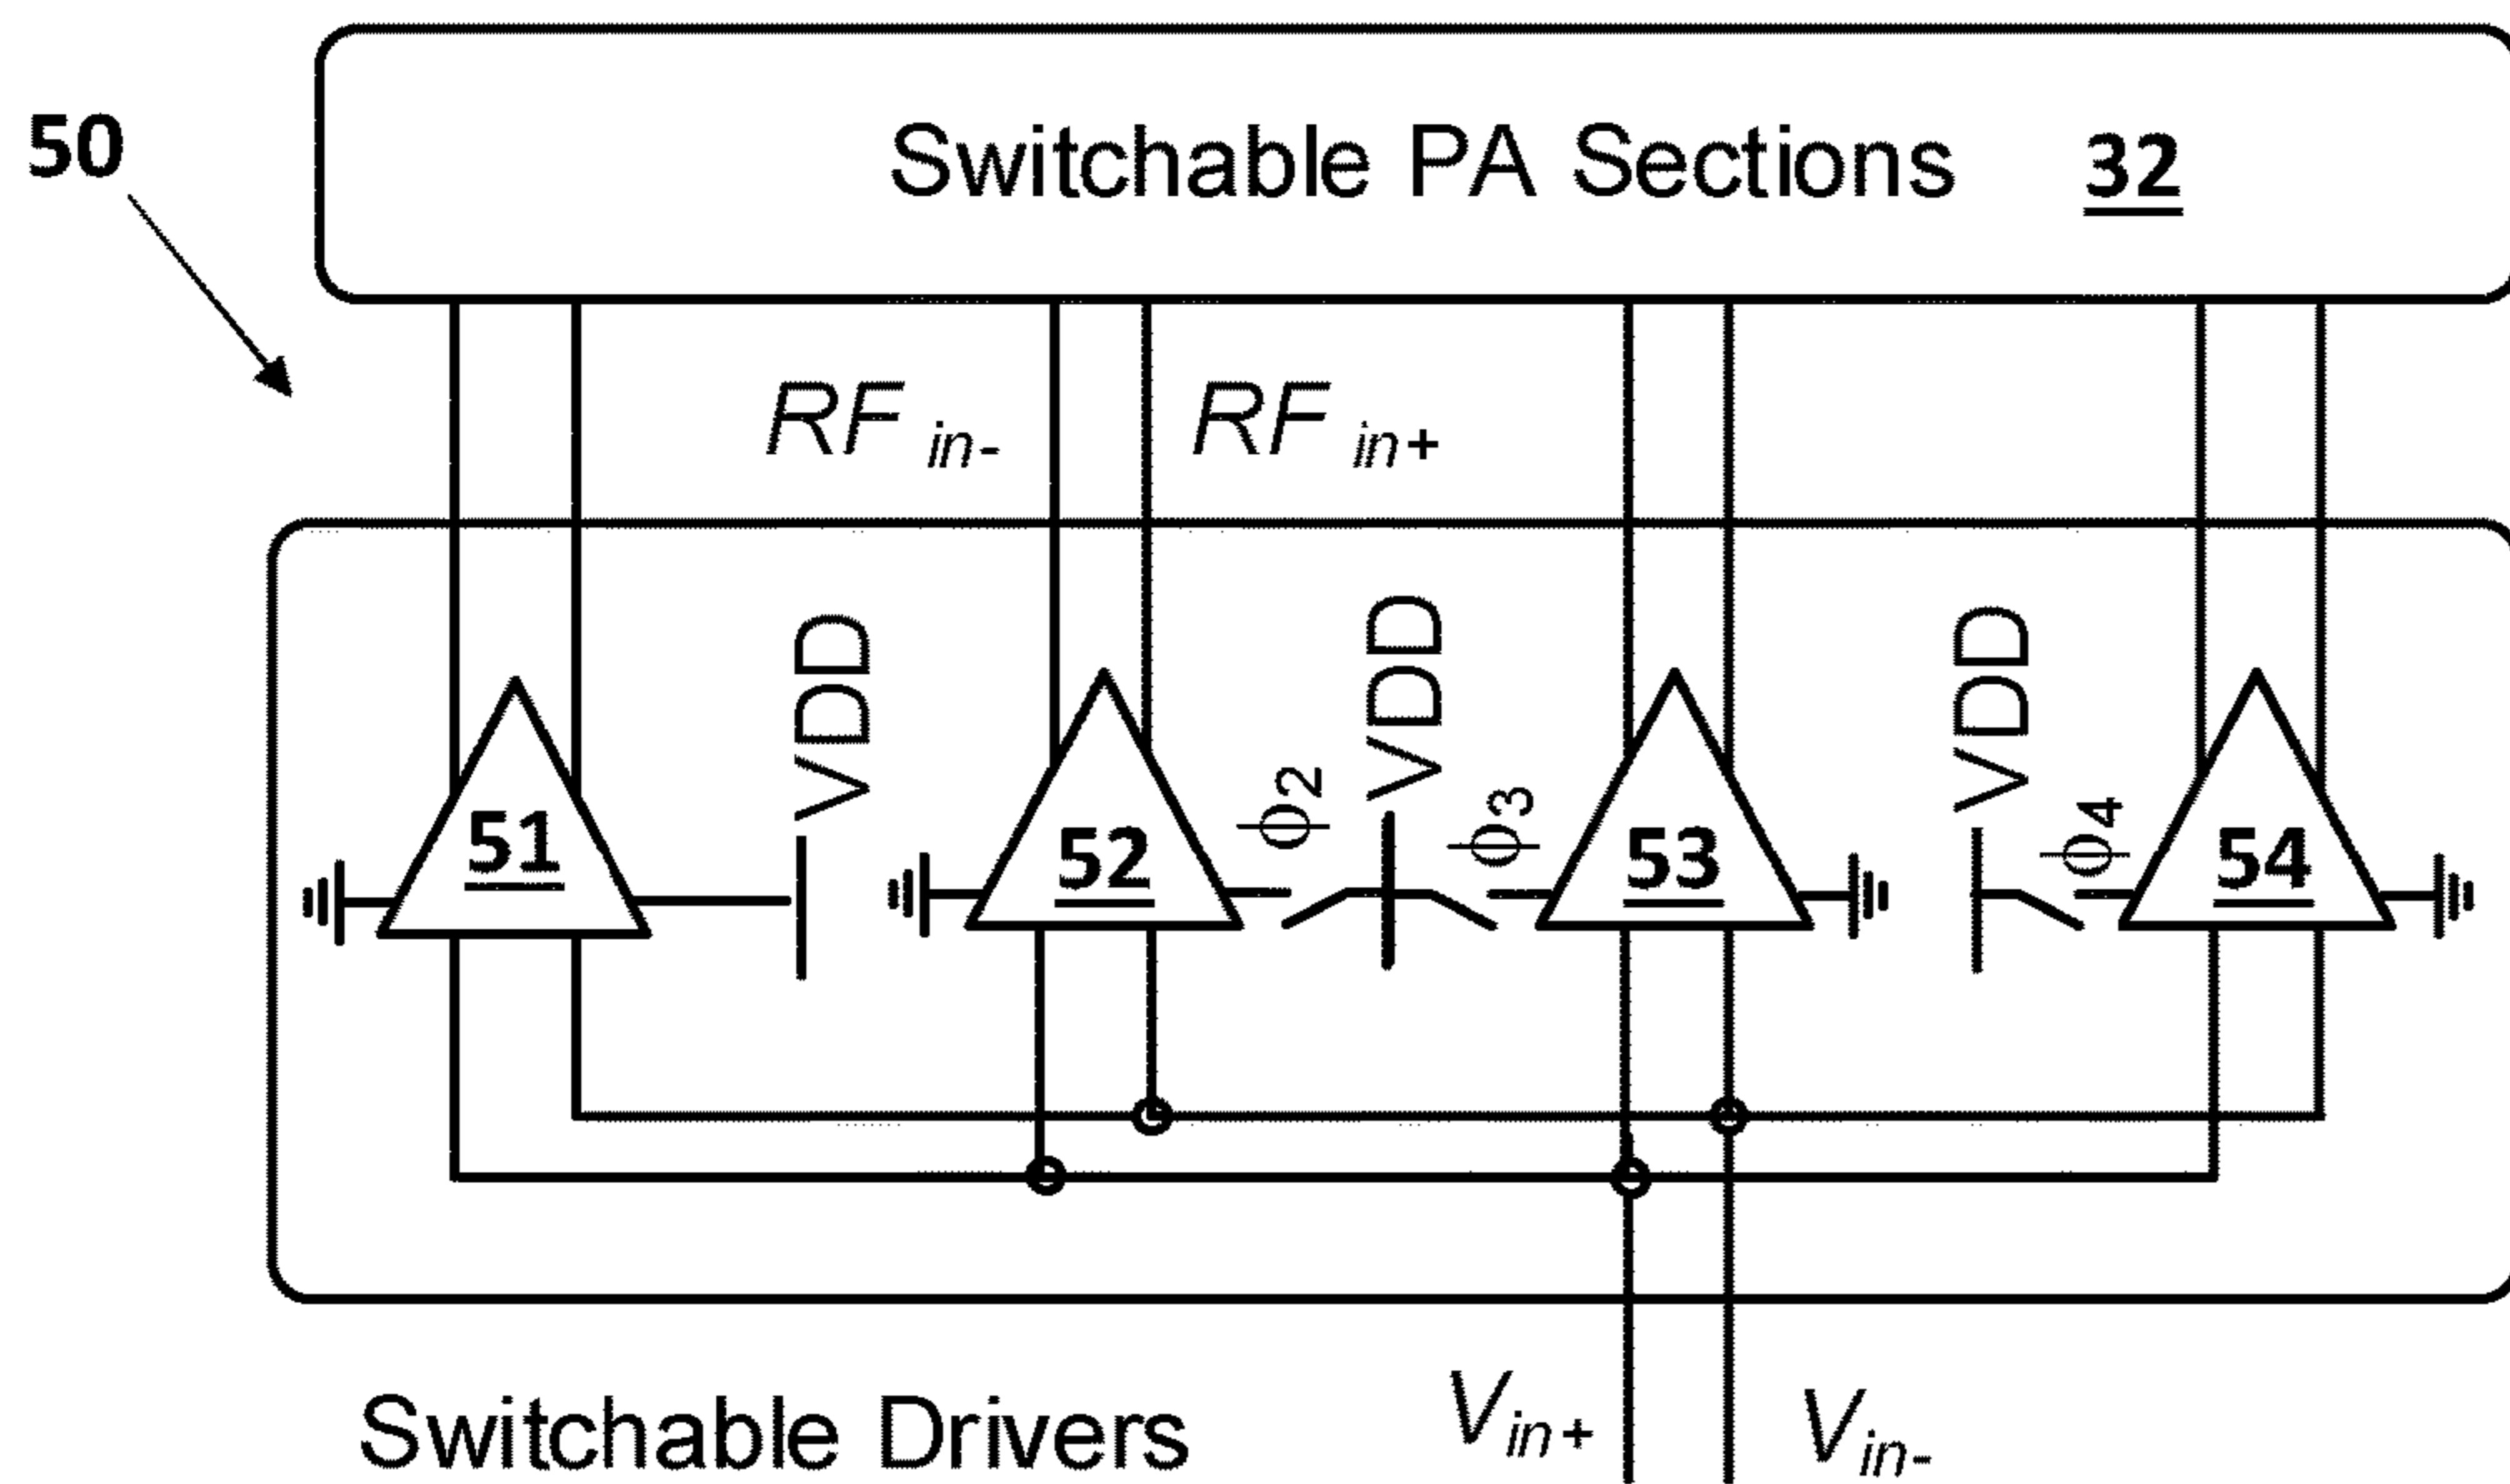 50
Switchable PA Sections 32
RF in- RF in+
VDD VDD VDD
ϕ2 ϕ3 ϕ4
51 52 53 54
Switchable Drivers
Vin+ Vin-